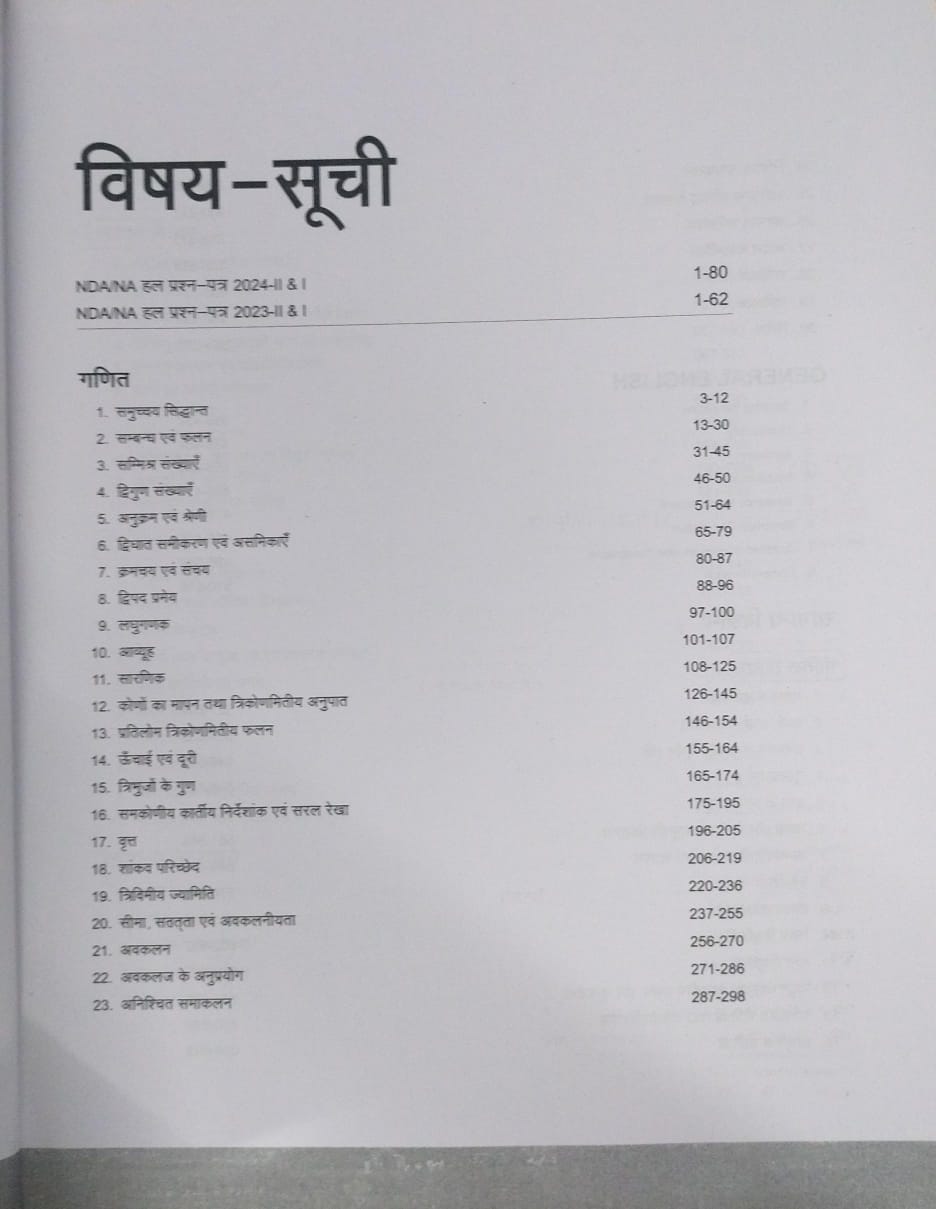 विषय–सूची
NDA/NA हल प्रश्न–पत्र 2024-II & I 1-80
NDA/NA हल प्रश्न–पत्र 2023-II & I 1-62
गणित
1. समुच्चय सिद्धान्त 3-12
2. सम्बन्ध एवं फलन 13-30
3. सम्मिश्र संख्याएँ 31-45
4. द्विगुण संख्याएँ 46-50
5. अनुक्रम एवं श्रेणी 51-64
6. द्विघात समीकरण एवं असमिकाएँ 65-79
7. क्रमचय एवं संचय 80-87
8. द्विपद प्रमेय 88-96
9. लघुगणक 97-100
10. आव्यूह 101-107
11. सारणिक 108-125
12. कोणों का मापन तथा त्रिकोणमितीय अनुपात 126-145
13. प्रतिलोम त्रिकोणमितीय फलन 146-154
14. ऊँचाई एवं दूरी 155-164
15. त्रिभुजों के गुण 165-174
16. समकोणीय कार्तीय निर्देशांक एवं सरल रेखा 175-195
17. वृत्त 196-205
18. शांकव परिच्छेद 206-219
19. त्रिविमीय ज्यामिति 220-236
20. सीमा, सतत्ता एवं अवकलनीयता 237-255
21. अवकलन 256-270
22. अवकलज के अनुप्रयोग 271-286
23. अनिश्चित समाकलन 287-298
GENERAL ENGLISH